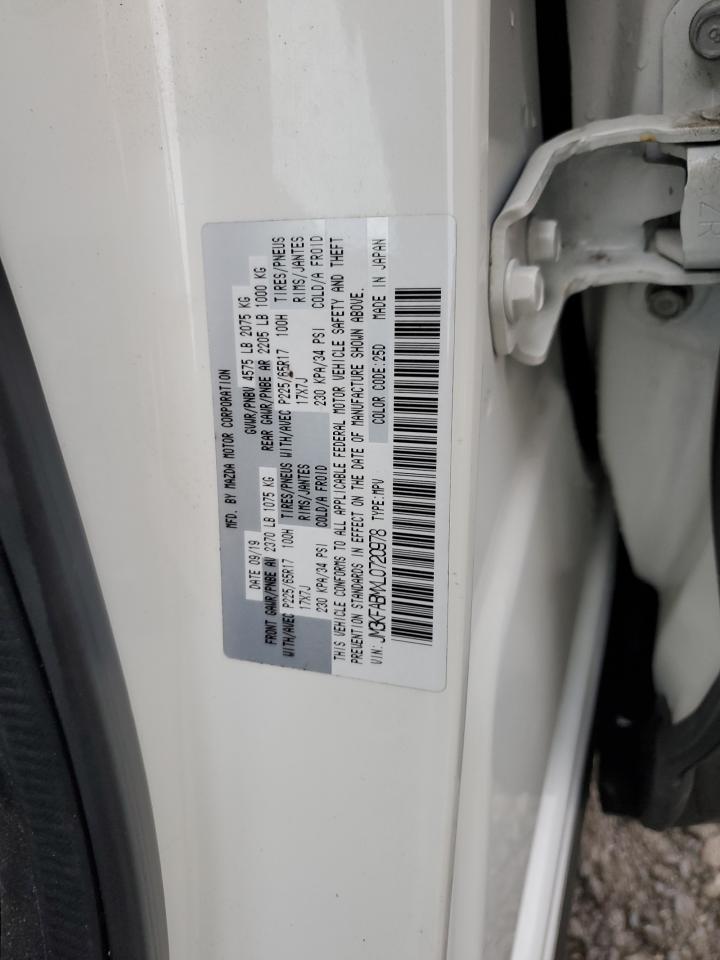 MFD. BY MAZDA MOTOR CORPORATION
DATE 09/19 GVWR/PNBV 4575 LB 2075 KG
FRONT GAWR/PNBE AV 2370 LB 1075 KG REAR GAWR/PNBE AR 2205 LB 1000 KG
WITH/AVEC P225/65R17 100H TIRES/PNEUS WITH/AVEC P225/65R17 100H TIRES/PNEUS
17X7J RIMS/JANTES 17X7J RIMS/JANTES
230 KPA/34 PSI COLD/A FROID 230 KPA/34 PSI COLD/A FROID
THIS VEHICLE CONFORMS TO ALL APPLICABLE FEDERAL MOTOR VEHICLE SAFETY AND THEFT
PREVENTION STANDARDS IN EFFECT ON THE DATE OF MANUFACTURE SHOWN ABOVE.
VIN: JM3KFABMXL0720978 TYPE:MPV COLOR CODE:25D MADE IN JAPAN
ZR